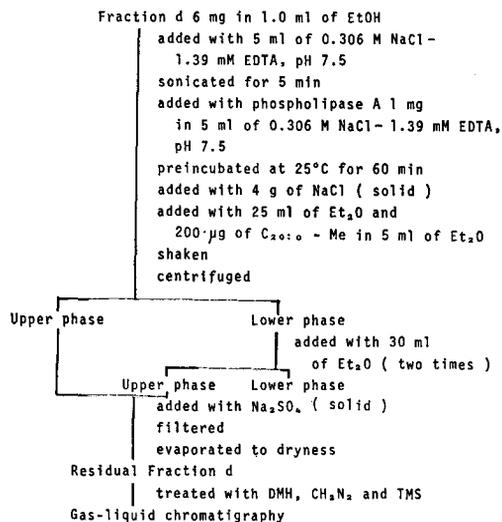 Fraction d 6 mg in 1.0 ml of EtOH
added with 5 ml of 0.306 M NaCl-
1.39 mM EDTA, pH 7.5
sonicated for 5 min
added with phospholipase A 1 mg
in 5 ml of 0.306 M NaCl- 1.39 mM EDTA,
pH 7.5
preincubated at 25°C for 60 min
added with 4 g of NaCl ( solid )
added with 25 ml of Et₂O and
200·μg of C₂₀:₀ - Me in 5 ml of Et₂O
shaken
centrifuged
Upper phase Lower phase
added with 30 ml
of Et₂O ( two times )
Upper phase Lower phase
added with Na₂SO₄ ( solid )
filtered
evaporated to dryness
Residual Fraction d
treated with DMH, CH₂N₂ and TMS
Gas-liquid chromatigraphy